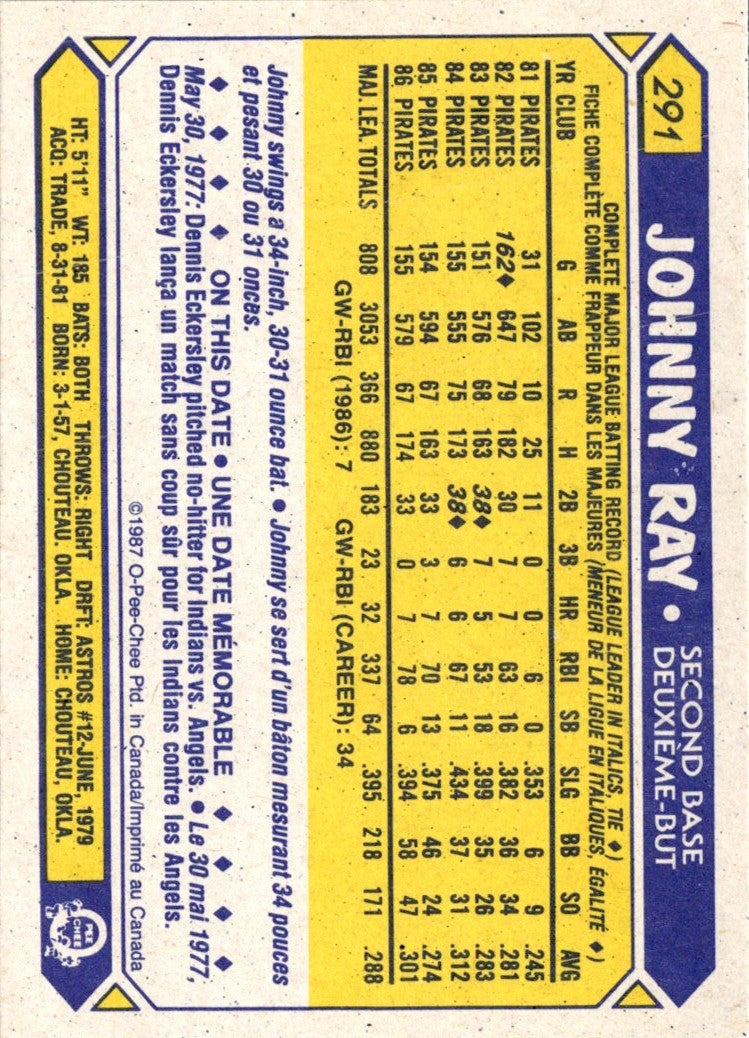 291
JOHNNY RAY • SECOND BASE
DEUXIÈME-BUT
COMPLETE MAJOR LEAGUE BATTING RECORD (LEAGUE LEADER IN ITALICS, TIE ♦)
FICHE COMPLÈTE COMME FRAPPEUR DANS LES MAJEURES (MENEUR DE LA LIGUE EN ITALIQUES, ÉGALITÉ ♦)
YR CLUB G AB R H 2B 3B HR RBI SB SLG BB SO AVG
81 PIRATES 31 102 10 25 11 0 0 6 0 .353 6 9 .245
82 PIRATES 162♦ 647 79 182 30 7 7 63 16 .382 36 34 .281
83 PIRATES 151 576 68 163 38♦ 7 5 53 18 .399 35 26 .283
84 PIRATES 155 555 75 173 38♦ 6 6 67 11 .434 37 31 .312
85 PIRATES 154 594 67 163 33 3 7 70 13 .375 46 24 .274
86 PIRATES 155 579 67 174 33 0 7 78 6 .394 58 47 .301
MAJ. LEA. TOTALS 808 3053 366 880 183 23 32 337 64 .395 218 171 .288
GW-RBI (1986): 7 GW-RBI (CAREER): 34
Johnny swings a 34-inch, 30-31 ounce bat. • Johnny se sert d'un bâton mesurant 34 pouces
et pesant 30 ou 31 onces.
♦ ♦ ♦ ♦ ON THIS DATE • UNE DATE MÉMORABLE ♦ ♦ ♦ ♦
May 30, 1977: Dennis Eckersley pitched no-hitter for Indians vs. Angels. • Le 30 mai 1977,
Dennis Eckersley lança un match sans coup sûr pour les Indians contre les Angels.
©1987 O-Pee-Chee Ptd. in Canada/Imprimé au Canada
HT: 5'11" WT: 185 BATS: BOTH THROWS: RIGHT DRFT: ASTROS #12-JUNE, 1979
ACQ: TRADE, 8-31-81 BORN: 3-1-57, CHOUTEAU, OKLA. HOME: CHOUTEAU, OKLA.
O
PEE
CHEE